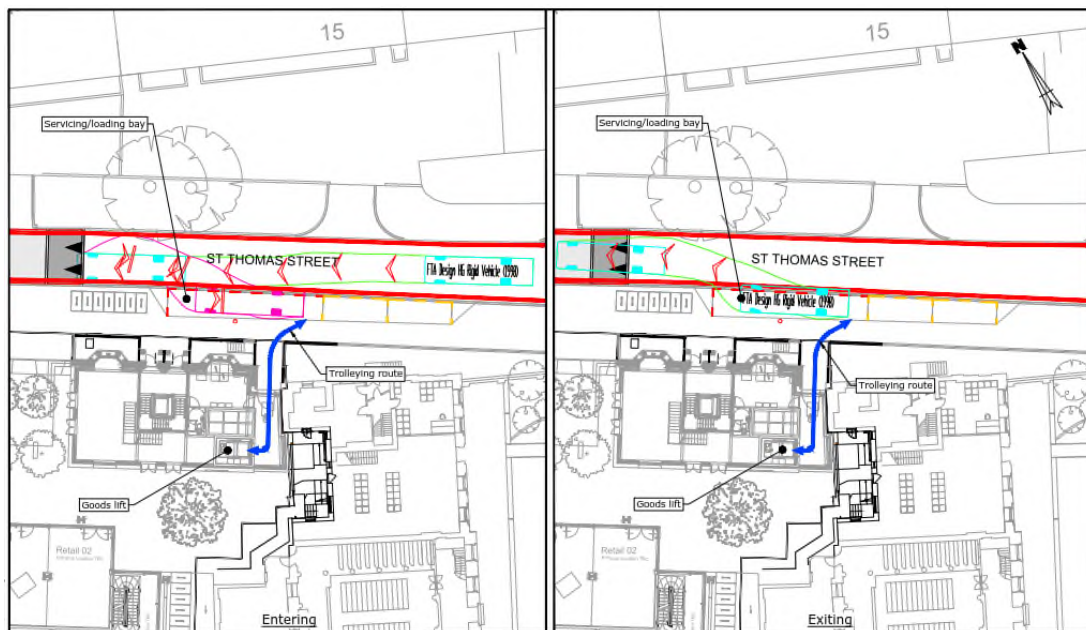 15
Servicing/loading bay
ST THOMAS STREET
FTA Design HG Rigid Vehicle (1998)
Trolleying route
Goods lift
Retail 02
Entering
15
N
Servicing/loading bay
ST THOMAS STREET
FTA Design HG Rigid Vehicle (1998)
Trolleying route
Goods lift
Retail 02
Exiting